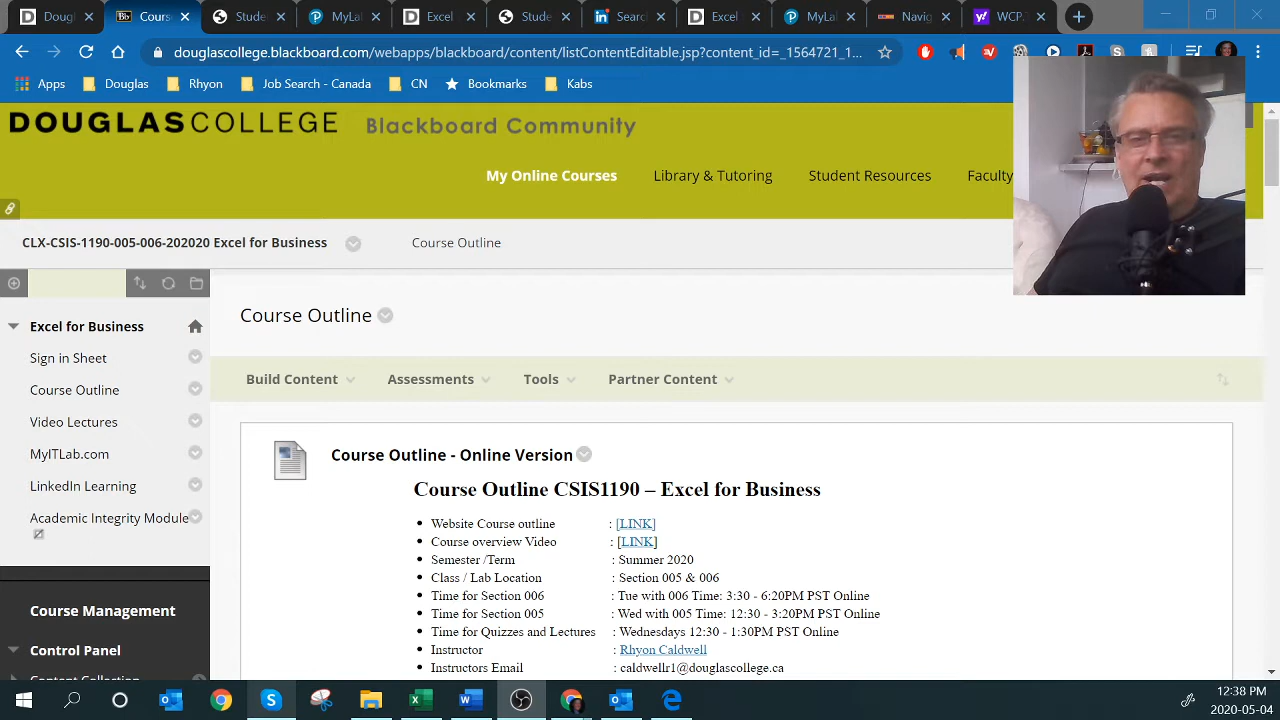 Dougl
Cours
Stude
MyLa
Excel
Stude
Searc
Excel
MyLa
Navig
WCP.
douglascollege.blackboard.com/webapps/blackboard/content/listContentEditable.jsp?content_id=_1564721_1...
Apps
Douglas
Rhyon
Job Search - Canada
CN
Bookmarks
Kabs
DOUGLASCOLLEGE Blackboard Community
My Online Courses
Library & Tutoring
Student Resources
Faculty
CLX-CSIS-1190-005-006-202020 Excel for Business
Course Outline
Excel for Business
Sign in Sheet
Course Outline
Video Lectures
MyITLab.com
LinkedIn Learning
Academic Integrity Module
Course Management
Control Panel
Content Collection
Course Outline
Build Content
Assessments
Tools
Partner Content
Course Outline - Online Version
Course Outline CSIS1190 – Excel for Business
• Website Course outline : [LINK]
• Course overview Video : [LINK]
• Semester /Term : Summer 2020
• Class / Lab Location : Section 005 & 006
• Time for Section 006 : Tue with 006 Time: 3:30 - 6:20PM PST Online
• Time for Section 005 : Wed with 005 Time: 12:30 - 3:20PM PST Online
• Time for Quizzes and Lectures : Wednesdays 12:30 - 1:30PM PST Online
• Instructor : Rhyon Caldwell
• Instructors Email : caldwellr1@douglascollege.ca
12:38 PM
2020-05-04